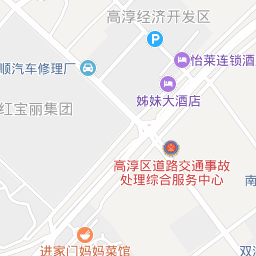 高淳经济开发区
怡莱连锁酒
顺汽车修理厂
姊妹大酒店
红宝丽集团
高淳区道路交通事故
处理综合服务中心
南
进家门妈妈菜馆
双